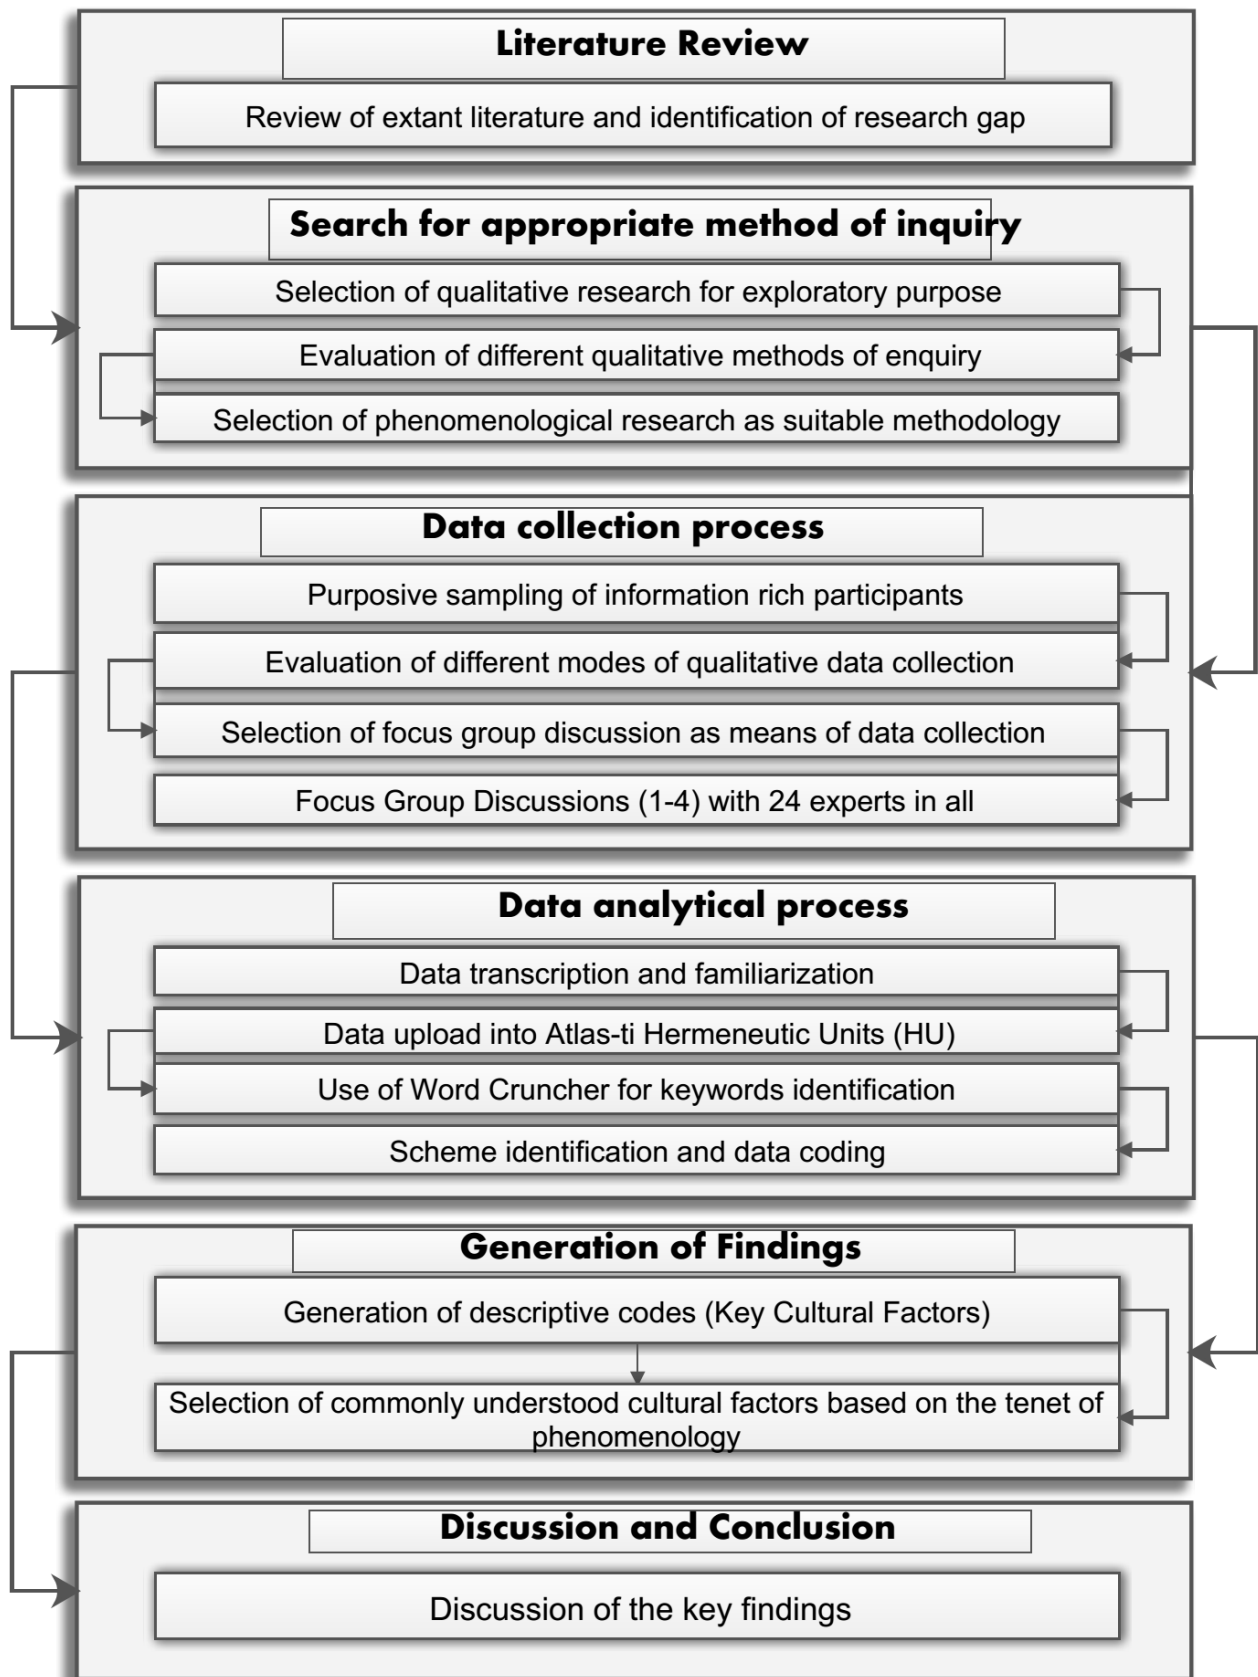 Literature Review
Review of extant literature and identification of research gap
Search for appropriate method of inquiry
Selection of qualitative research for exploratory purpose
Evaluation of different qualitative methods of enquiry
Selection of phenomenological research as suitable methodology
Data collection process
Purposive sampling of information rich participants
Evaluation of different modes of qualitative data collection
Selection of focus group discussion as means of data collection
Focus Group Discussions (1-4) with 24 experts in all
Data analytical process
Data transcription and familiarization
Data upload into Atlas-ti Hermeneutic Units (HU)
Use of Word Cruncher for keywords identification
Scheme identification and data coding
Generation of Findings
Generation of descriptive codes (Key Cultural Factors)
Selection of commonly understood cultural factors based on the tenet of
phenomenology
Discussion and Conclusion
Discussion of the key findings